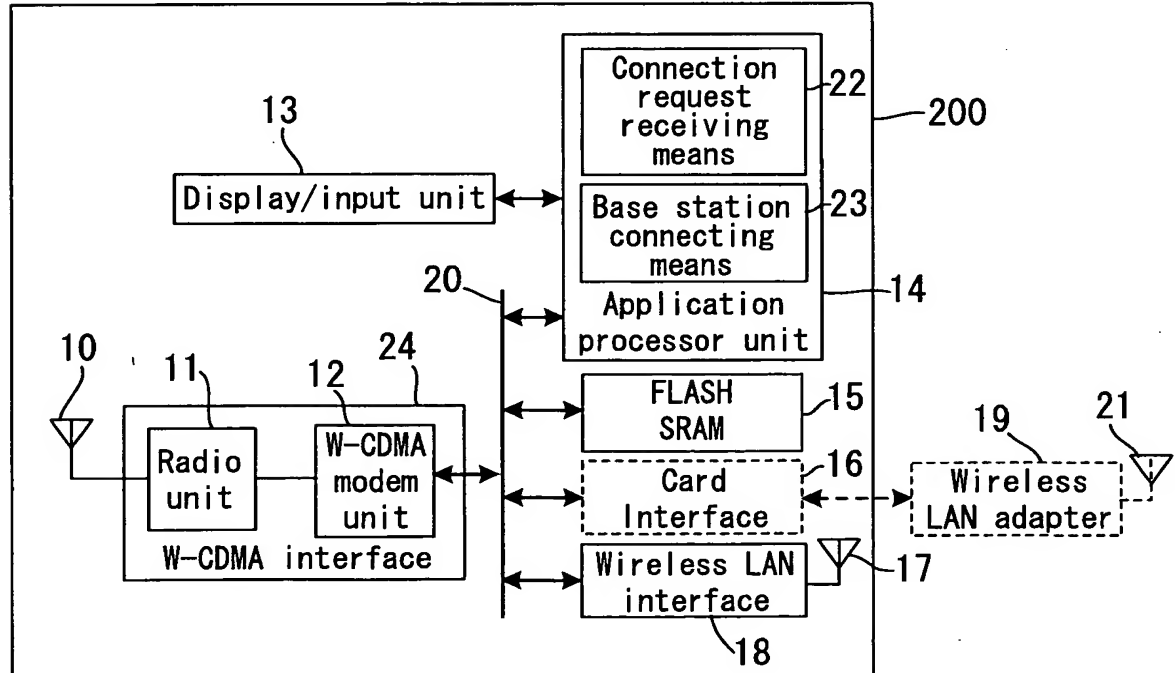 Connection
request
receiving
means
22
200
13
Display/input unit
Base station
connecting
means
23
14
Application
processor unit
20
10
11
12
24
Radio
unit
W-CDMA
modem
unit
W-CDMA interface
FLASH
SRAM
15
16
Card
Interface
19
21
Wireless
LAN adapter
Wireless LAN
interface
17
18